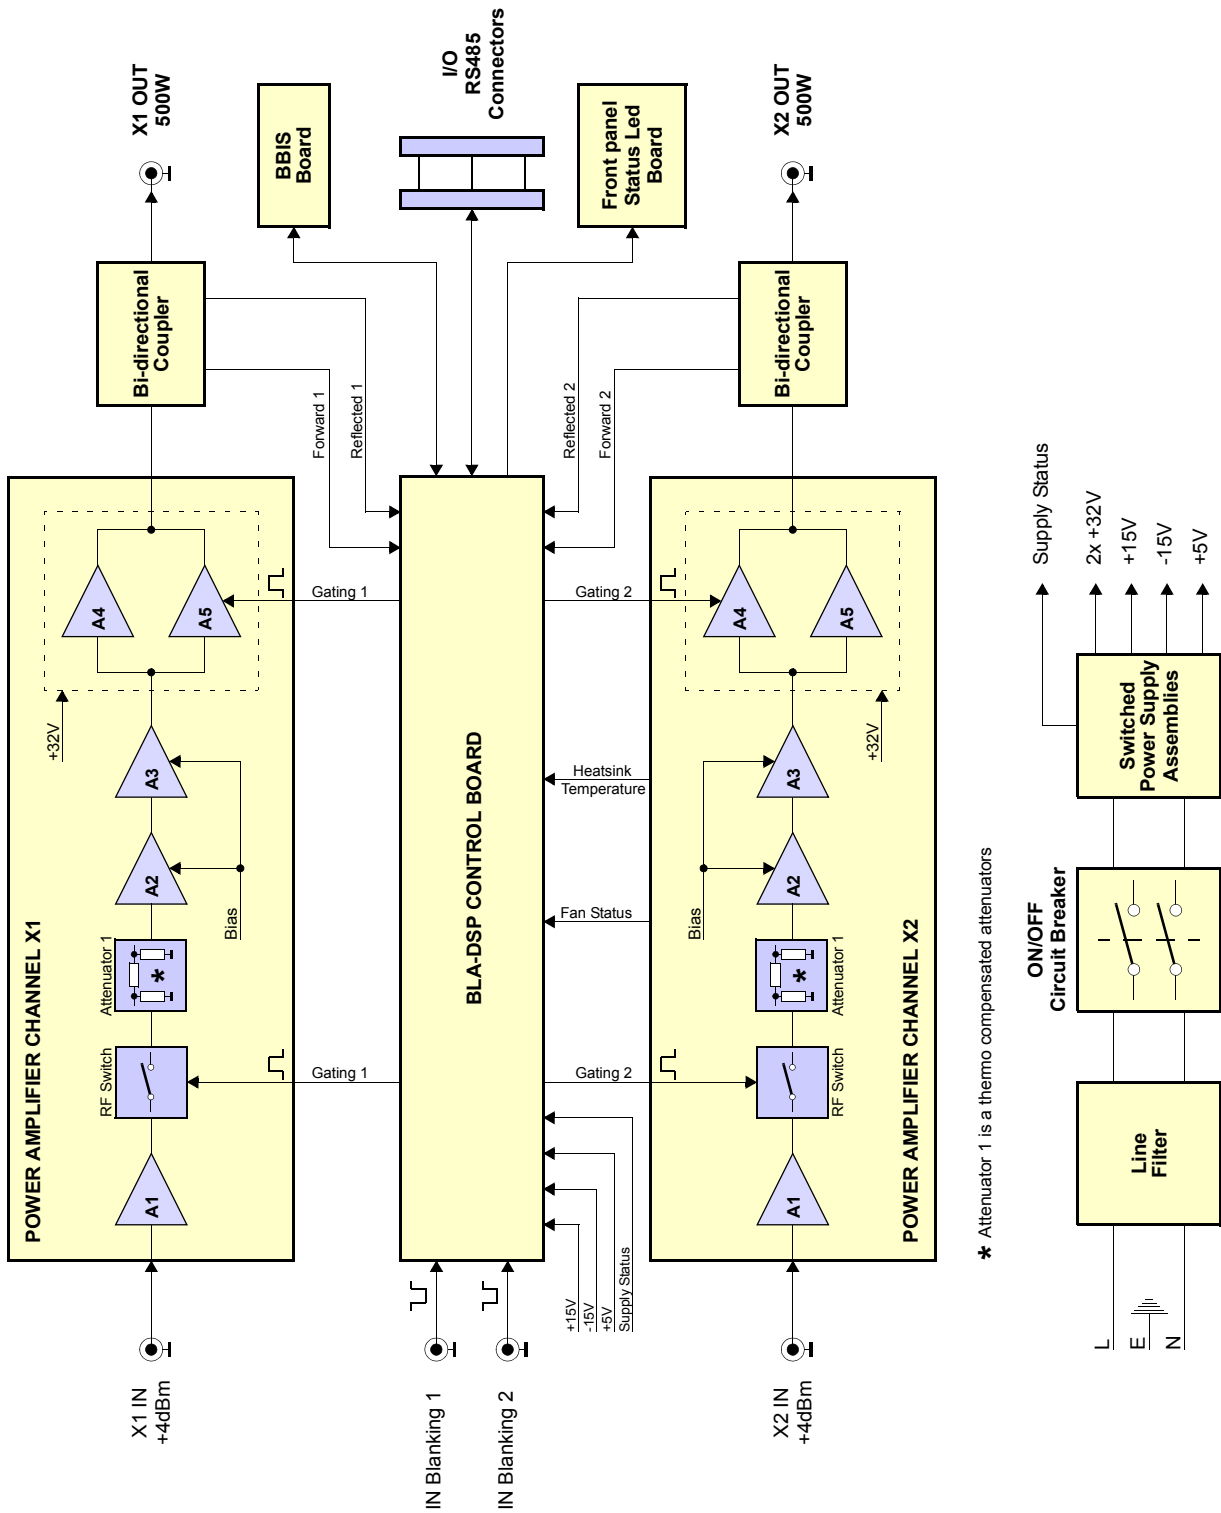 X1 IN
+4dBm
POWER AMPLIFIER CHANNEL X1
A1
RF Switch
Attenuator 1
*
A2
A3
Bias
+32V
A4
A5
Bi-directional
Coupler
X1 OUT
500W
Gating 1
Gating 1
Forward 1
Reflected 1
BBIS
Board
I/O
RS485
Connectors
IN Blanking 1
IN Blanking 2
BLA-DSP CONTROL BOARD
Front panel
Status Led
Board
+15V
-15V
+5V
Supply Status
Gating 2
Fan Status
Heatsink
Temperature
Gating 2
Reflected 2
Forward 2
X2 IN
+4dBm
A1
RF Switch
Attenuator 1
*
Bias
A2
A3
+32V
A4
A5
POWER AMPLIFIER CHANNEL X2
Bi-directional
Coupler
X2 OUT
500W
* Attenuator 1 is a thermo compensated attenuators
L
E
N
Line
Filter
ON/OFF
Circuit Breaker
Switched
Power Supply
Assemblies
Supply Status
2x +32V
+15V
-15V
+5V